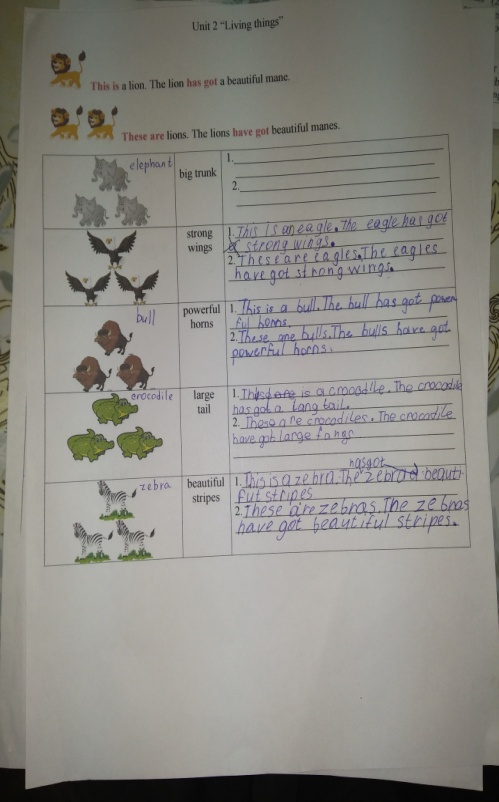 Unit 2 "Living things"
This is a lion. The lion has got a beautiful mane.
These are lions. The lions have got beautiful manes.
elephant
big trunk
1.
2.
strong
wings
1. This is an eagle. The eagle has got
strong wings.
2. These are eagles. The eagles
have got strong wings.
bull
powerful
horns
1. This is a bull. The bull has got power
ful horns.
2. These are bulls. The bulls have got
powerful horns.
crocodile
large
tail
1. This is a crocodile. The crocodile
has got a tail.
2. These are crocodiles. The crocodile
have got large
zebra
beautiful
stripes
has got
1. This is a zebra. The zebra beauti
ful stripes
2. These are zebras. The zebras
have got beautiful stripes.